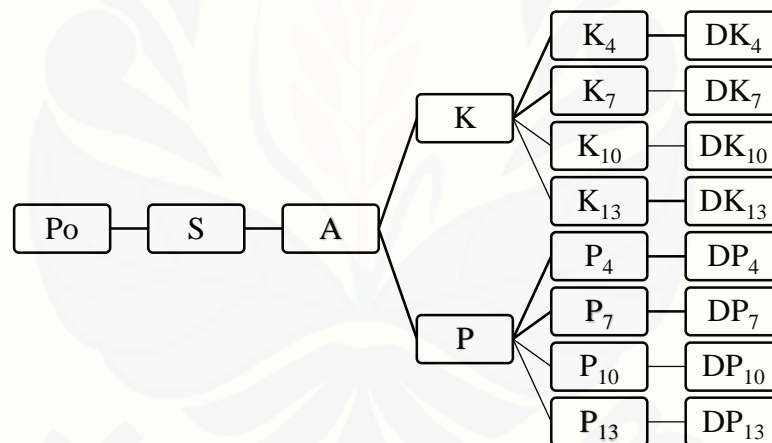 K₄ DK₄
K₇ DK₇
K
K₁₀ DK₁₀
K₁₃ DK₁₃
Po S A
P₄ DP₄
P₇ DP₇
P
P₁₀ DP₁₀
P₁₃ DP₁₃